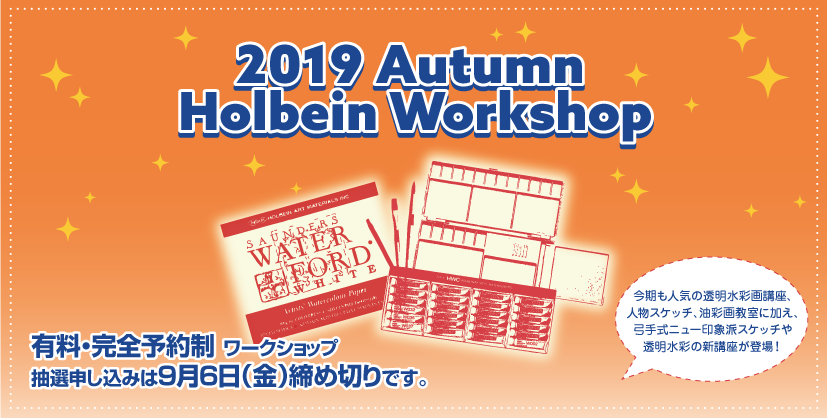 2019 Autumn
Holbein Workshop
HOLBEIN ART MATERIALS INC.
SAUNDERS
WATER
FORD
WHITE
Artists' Watercolour Paper
HWC
有料・完全予約制 ワークショップ
抽選申し込みは9月6日(金)締め切りです。
今期も人気の透明水彩画講座、
人物スケッチ、油彩画教室に加え、
弓手式ニュー印象派スケッチや
透明水彩の新講座が登場！